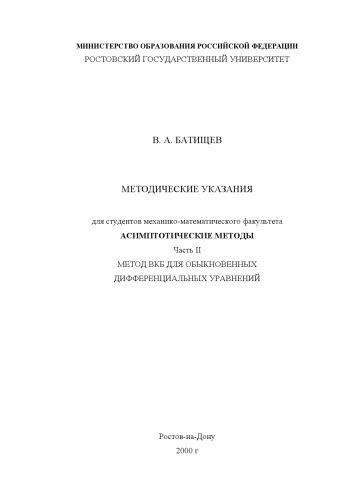 МИНИСТЕРСТВО ОБРАЗОВАНИЯ РОССИЙСКОЙ ФЕДЕРАЦИИ
РОСТОВСКИЙ ГОСУДАРСТВЕННЫЙ УНИВЕРСИТЕТ
В. А. БАТИЩЕВ
МЕТОДИЧЕСКИЕ УКАЗАНИЯ
для студентов механико-математического факультета
АСИМПТОТИЧЕСКИЕ МЕТОДЫ
Часть II
МЕТОД ВКБ ДЛЯ ОБЫКНОВЕННЫХ
ДИФФЕРЕНЦИАЛЬНЫХ УРАВНЕНИЙ
Ростов-на-Дону
2000 г